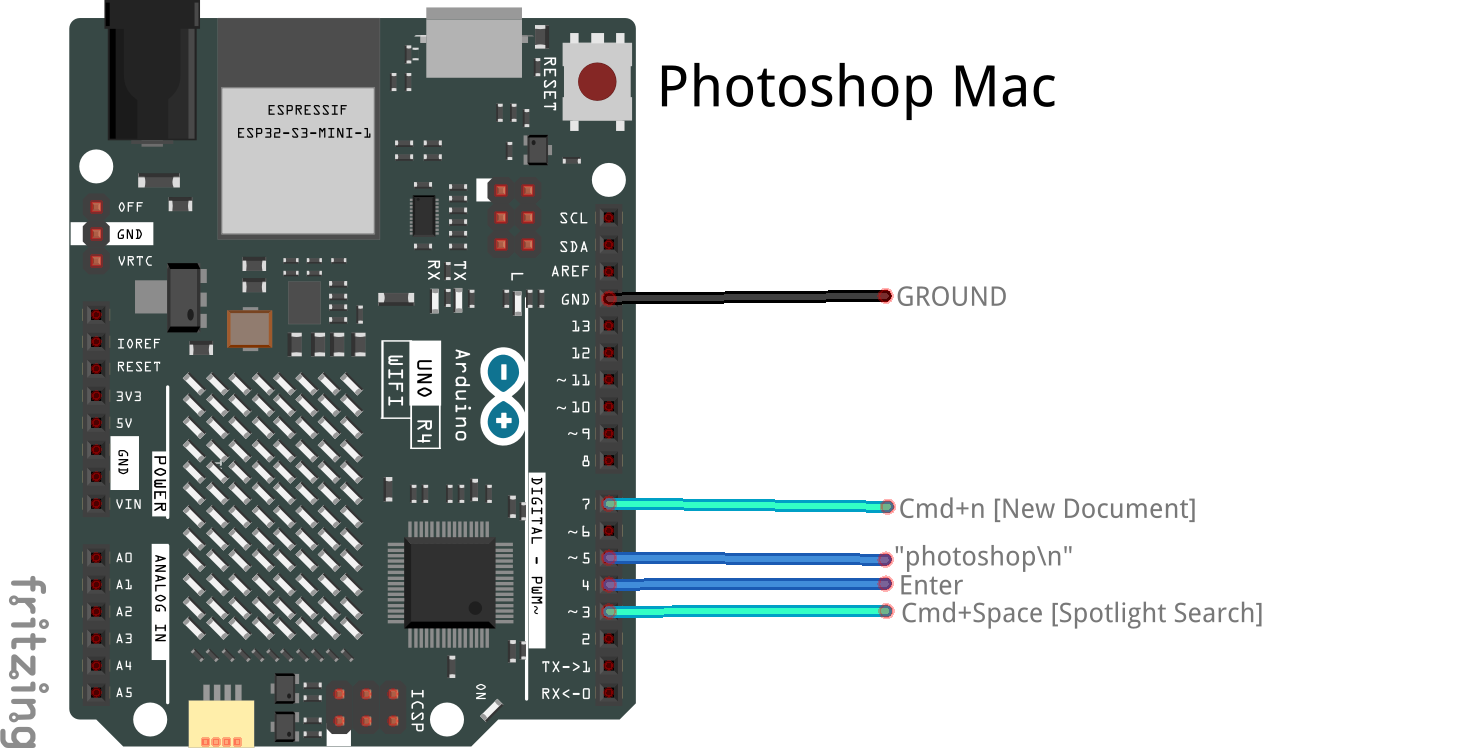 Photoshop Mac
ESPRESSIF
ESP32-S3-MINI-1
RESET
OFF
GND
VRTC
SCL
SDA
AREF
GND
13
12
~11
~10
~9
8
7
~6
~5
4
~3
2
TX->1
RX<-0
RX
TX
L
IOREF
RESET
3V3
5V
GND
VIN
POWER
A0
A1
A2
A3
A4
A5
ANALOG IN
WIFI
UNO
R4
Arduino
DIGITAL - PWM~
ON
ICSP
GROUND
Cmd+n [New Document]
"photoshop\n"
Enter
Cmd+Space [Spotlight Search]
fritzing